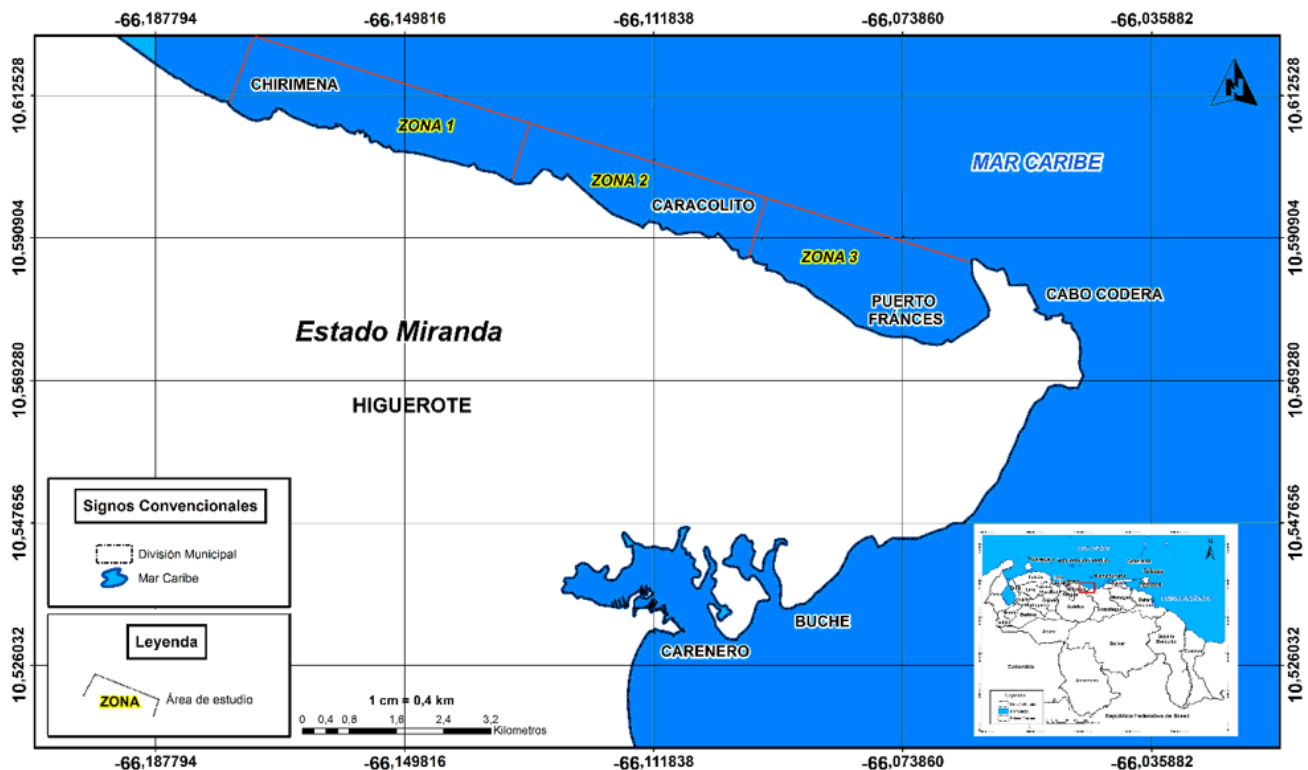 -66,187794
-66,149816
-66,111838
-66,073860
-66,035882
10,612528
10,612528
N
CHIRIMENA
ZONA 1
MAR CARIBE
ZONA 2
CARACOLITO
10,590904
10,590904
ZONA 3
CABO CODERA
PUERTO
FRÁNCES
Estado Miranda
10,569280
10,569280
HIGUEROTE
Signos Convencionales
División Municipal
Mar Caribe
10,547656
10,547656
BUCHE
CARENERO
Leyenda
ZONA
Área de estudio
10,526032
10,526032
1 cm = 0,4 km
0 0,4 0,8 1,6 2,4 3,2
Kilometros
-66,187794
-66,149816
-66,111838
-66,073860
-66,035882